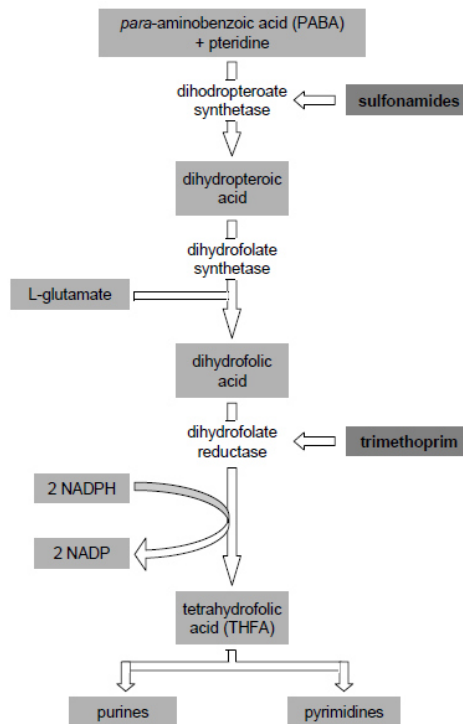 para-aminobenzoic acid (PABA)
+ pteridine
dihodropteroate
synthetase
sulfonamides
dihydropteroic
acid
dihydrofolate
synthetase
L-glutamate
dihydrofolic
acid
dihydrofolate
reductase
trimethoprim
2 NADPH
2 NADP
tetrahydrofolic
acid (THFA)
purines
pyrimidines